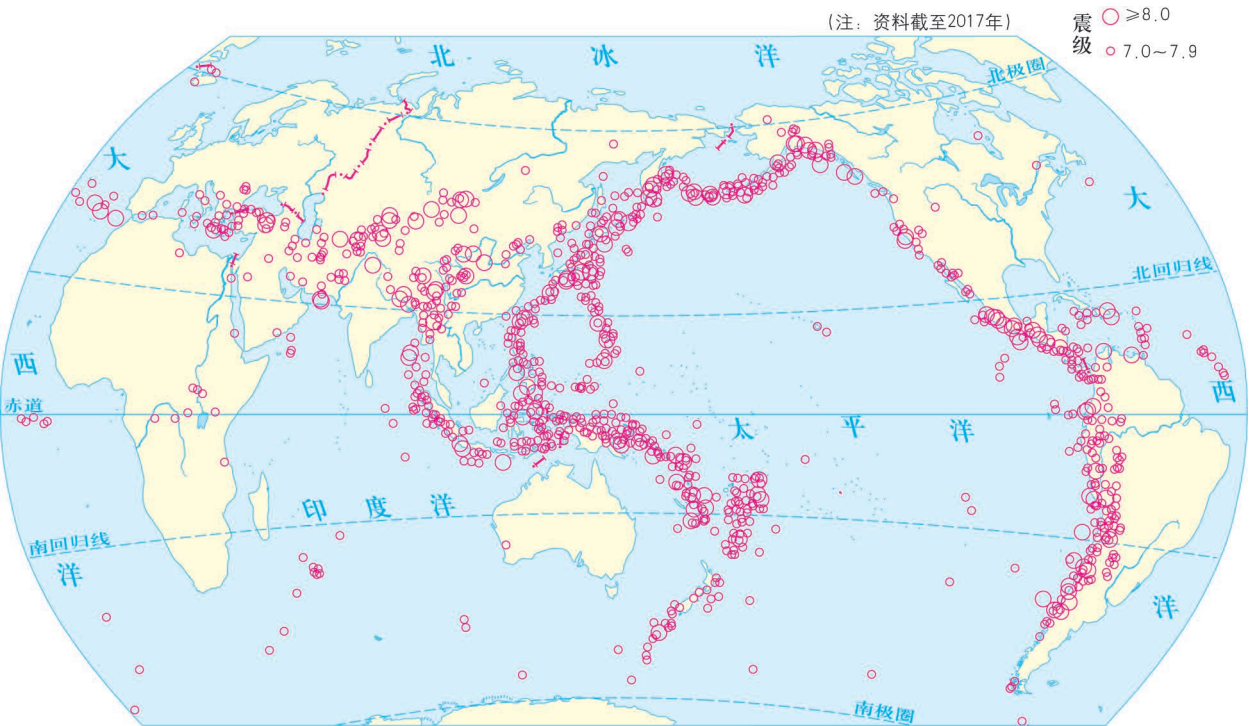 (注：资料截至2017年)
震级
≥8.0
7.0～7.9
北冰洋
北极圈
大
大
北回归线
西
西
赤道
太平洋
印度洋
南回归线
洋
洋
南极圈